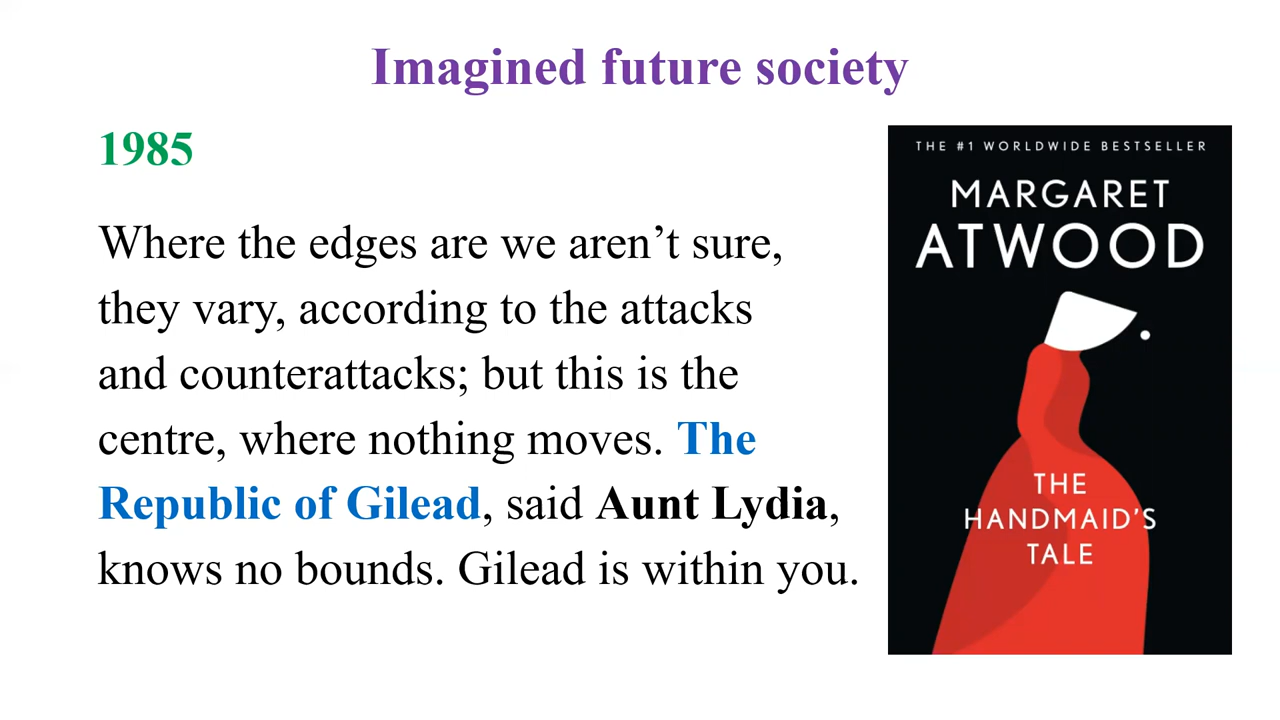 Imagined future society
1985
Where the edges are we aren’t sure,
they vary, according to the attacks
and counterattacks; but this is the
centre, where nothing moves. The
Republic of Gilead, said Aunt Lydia,
knows no bounds. Gilead is within you.
THE #1 WORLDWIDE BESTSELLER
MARGARET
ATWOOD
THE
HANDMAID’S
TALE